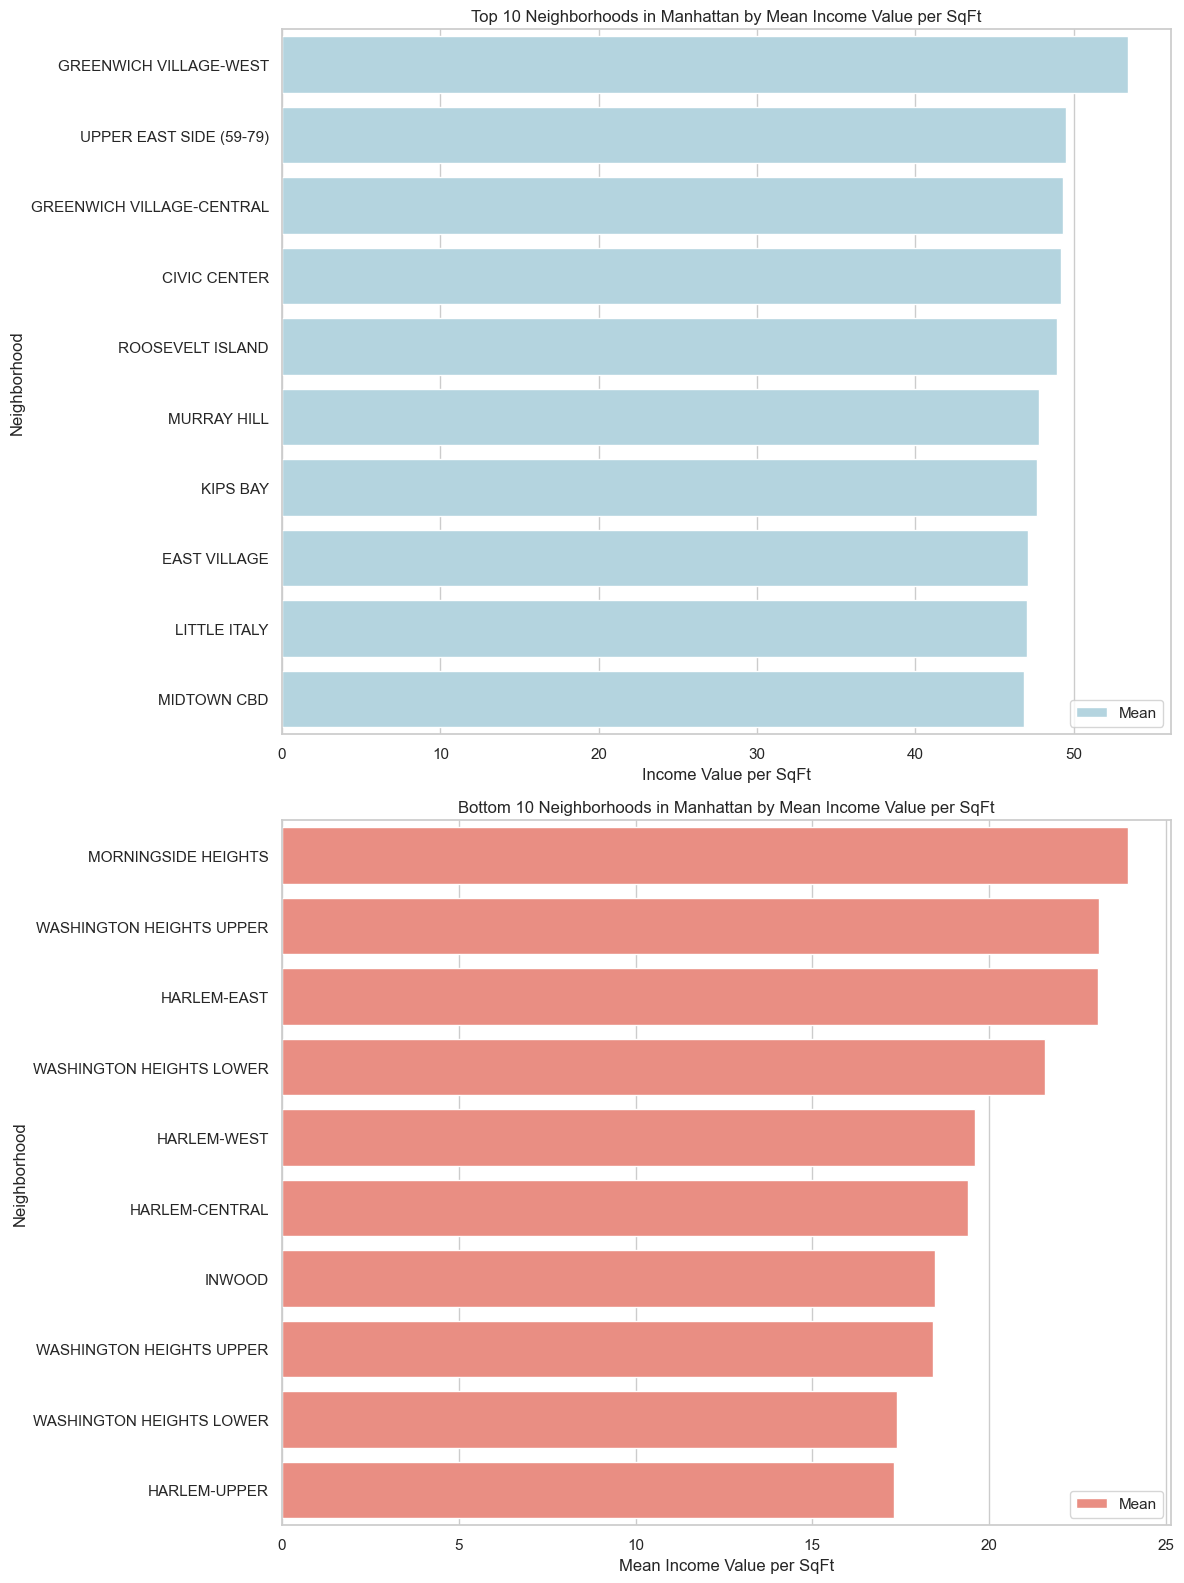 Top 10 Neighborhoods in Manhattan by Mean Income Value per SqFt
Neighborhood
GREENWICH VILLAGE-WEST
UPPER EAST SIDE (59-79)
GREENWICH VILLAGE-CENTRAL
CIVIC CENTER
ROOSEVELT ISLAND
MURRAY HILL
KIPS BAY
EAST VILLAGE
LITTLE ITALY
MIDTOWN CBD
Mean
0 10 20 30 40 50
Income Value per SqFt
Bottom 10 Neighborhoods in Manhattan by Mean Income Value per SqFt
Neighborhood
MORNINGSIDE HEIGHTS
WASHINGTON HEIGHTS UPPER
HARLEM-EAST
WASHINGTON HEIGHTS LOWER
HARLEM-WEST
HARLEM-CENTRAL
INWOOD
WASHINGTON HEIGHTS UPPER
WASHINGTON HEIGHTS LOWER
HARLEM-UPPER
Mean
0 5 10 15 20 25
Mean Income Value per SqFt